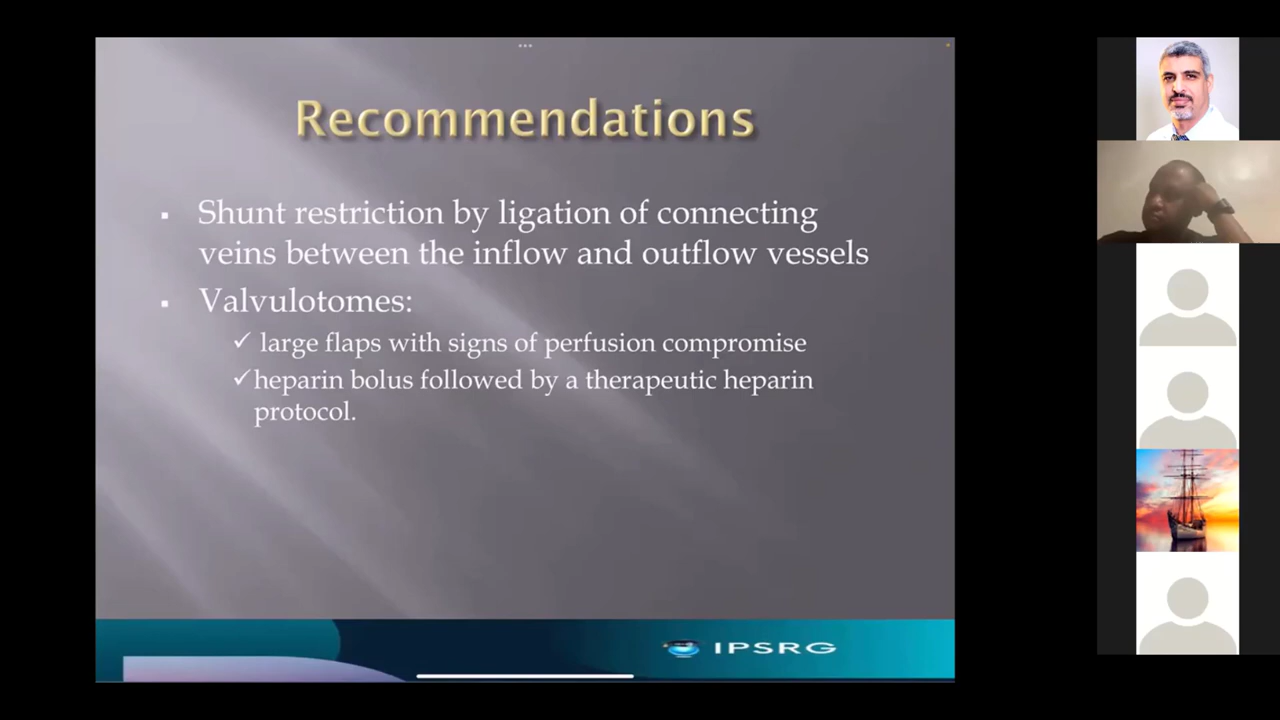 Recommendations
▪ Shunt restriction by ligation of connecting
veins between the inflow and outflow vessels
▪ Valvulotomes:
✓ large flaps with signs of perfusion compromise
✓heparin bolus followed by a therapeutic heparin
protocol.
IPSRG